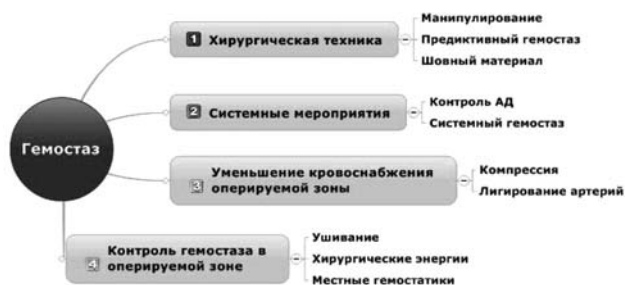 Гемостаз
1 Хирургическая техника
Манипулирование
Предиктивный гемостаз
Шовный материал
2 Системные мероприятия
Контроль АД
Системный гемостаз
3 Уменьшение кровоснабжения
оперируемой зоны
Компрессия
Лигирование артерий
4 Контроль гемостаза в
оперируемой зоне
Ушивание
Хирургические энергии
Местные гемостатики